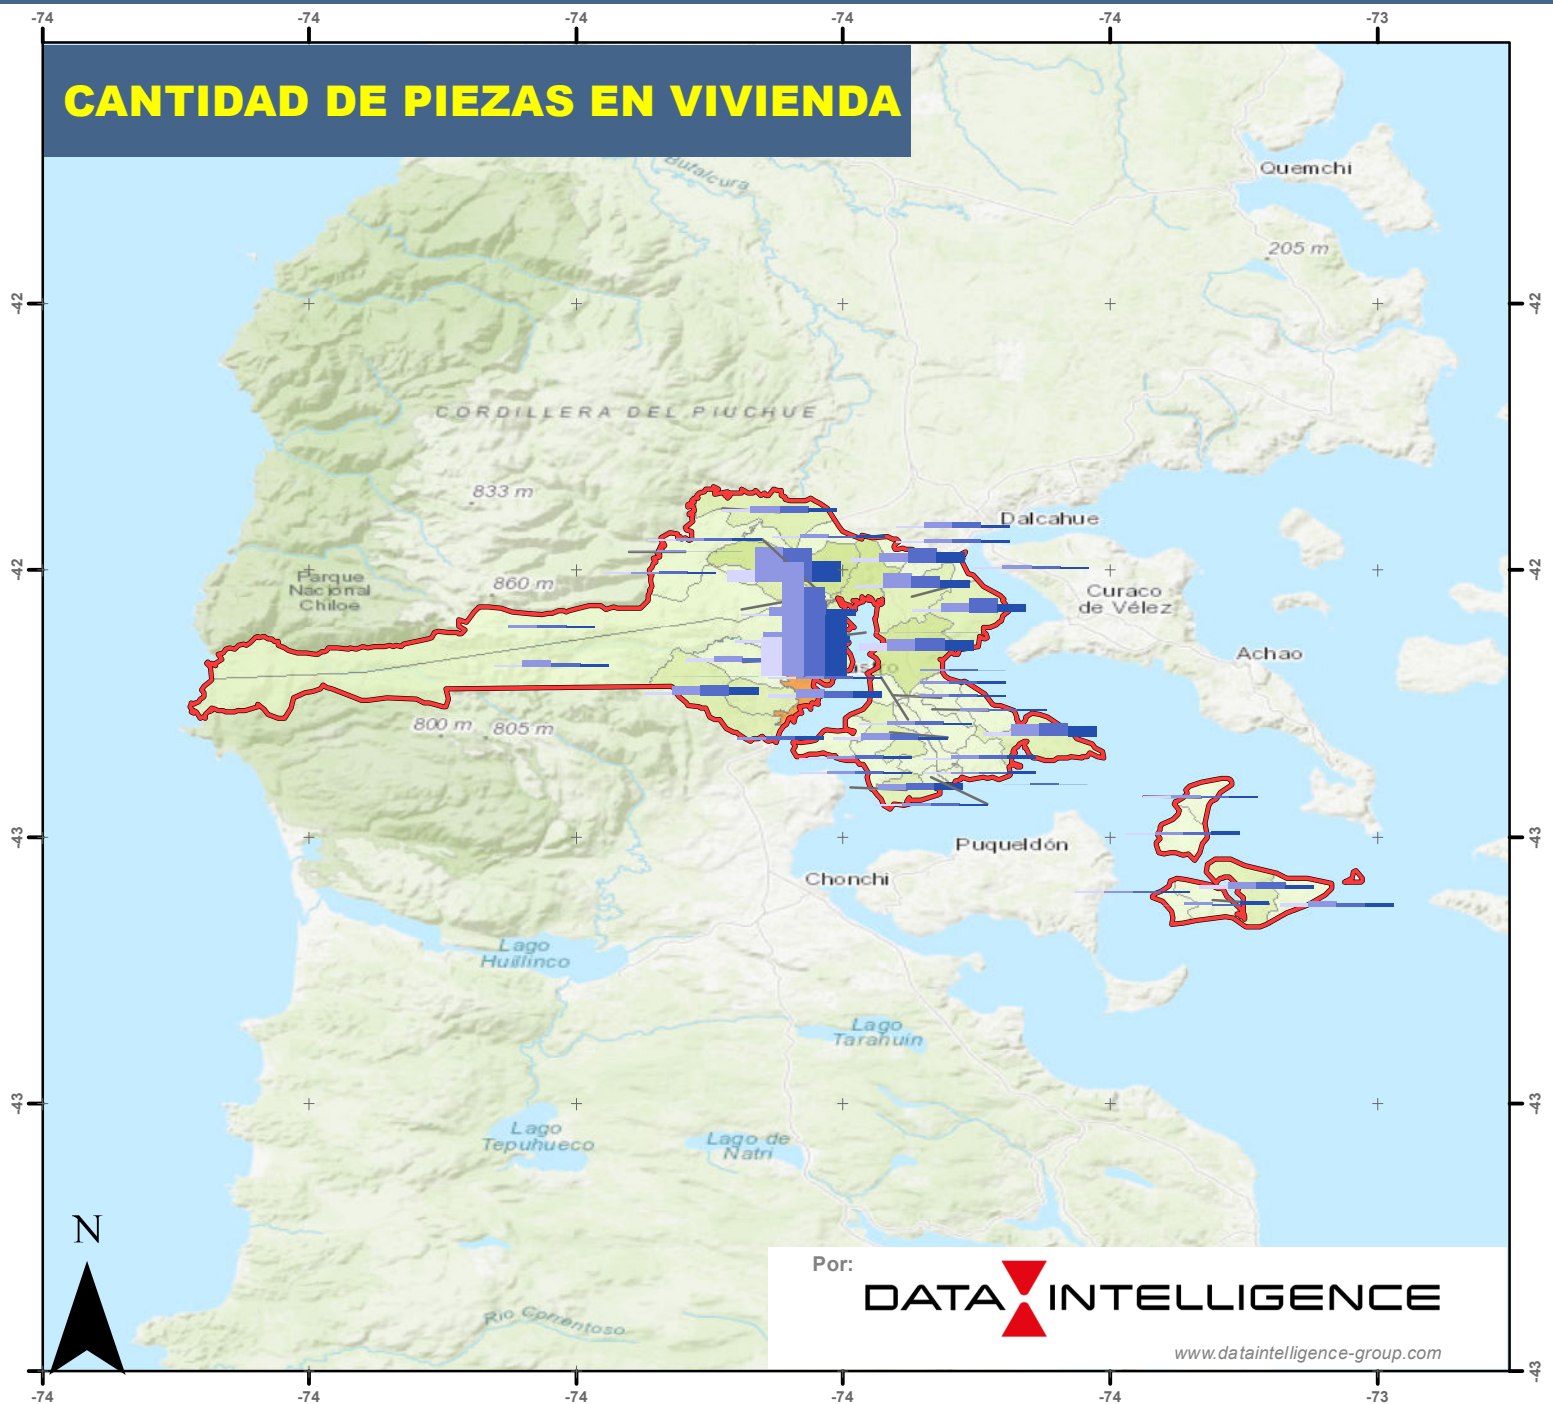 -74
-74
-74
-74
-74
-73
CANTIDAD DE PIEZAS EN VIVIENDA
Butalcura
Quemchi
205 m
-42
-42
CORDILLERA DEL PIUCHUE
833 m
Dalcahue
-42
-42
Parque
Nacional
Chiloe
860 m
Curaco
de Vélez
Achao
800 m
805 m
-43
-43
Puqueldón
Chonchi
Lago
Huillinco
Lago
Tarahuin
-43
-43
Lago
Tepuhueco
Lago de
Natri
N
Rio Correntoso
Por:
DATA INTELLIGENCE
www.dataintelligence-group.com
-43
-74
-74
-74
-74
-74
-73